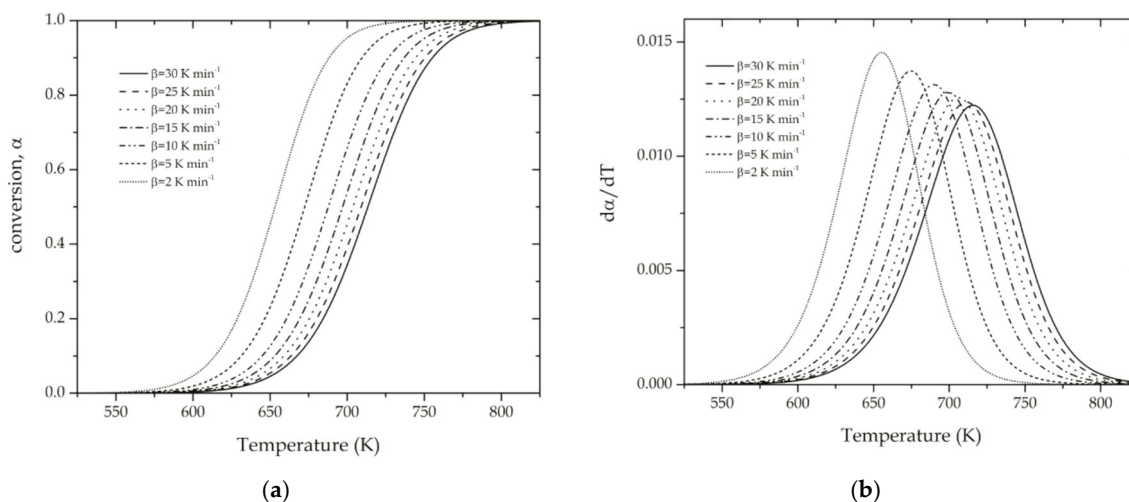 1.0
0.8
0.6
0.4
0.2
0.0
conversion, α
β=30 K min⁻¹
β=25 K min⁻¹
β=20 K min⁻¹
β=15 K min⁻¹
β=10 K min⁻¹
β=5 K min⁻¹
β=2 K min⁻¹
550 600 650 700 750 800
Temperature (K)
(a)
0.015
0.010
0.005
0.000
dα/dT
β=30 K min⁻¹
β=25 K min⁻¹
β=20 K min⁻¹
β=15 K min⁻¹
β=10 K min⁻¹
β=5 K min⁻¹
β=2 K min⁻¹
550 600 650 700 750 800
Temperature (K)
(b)